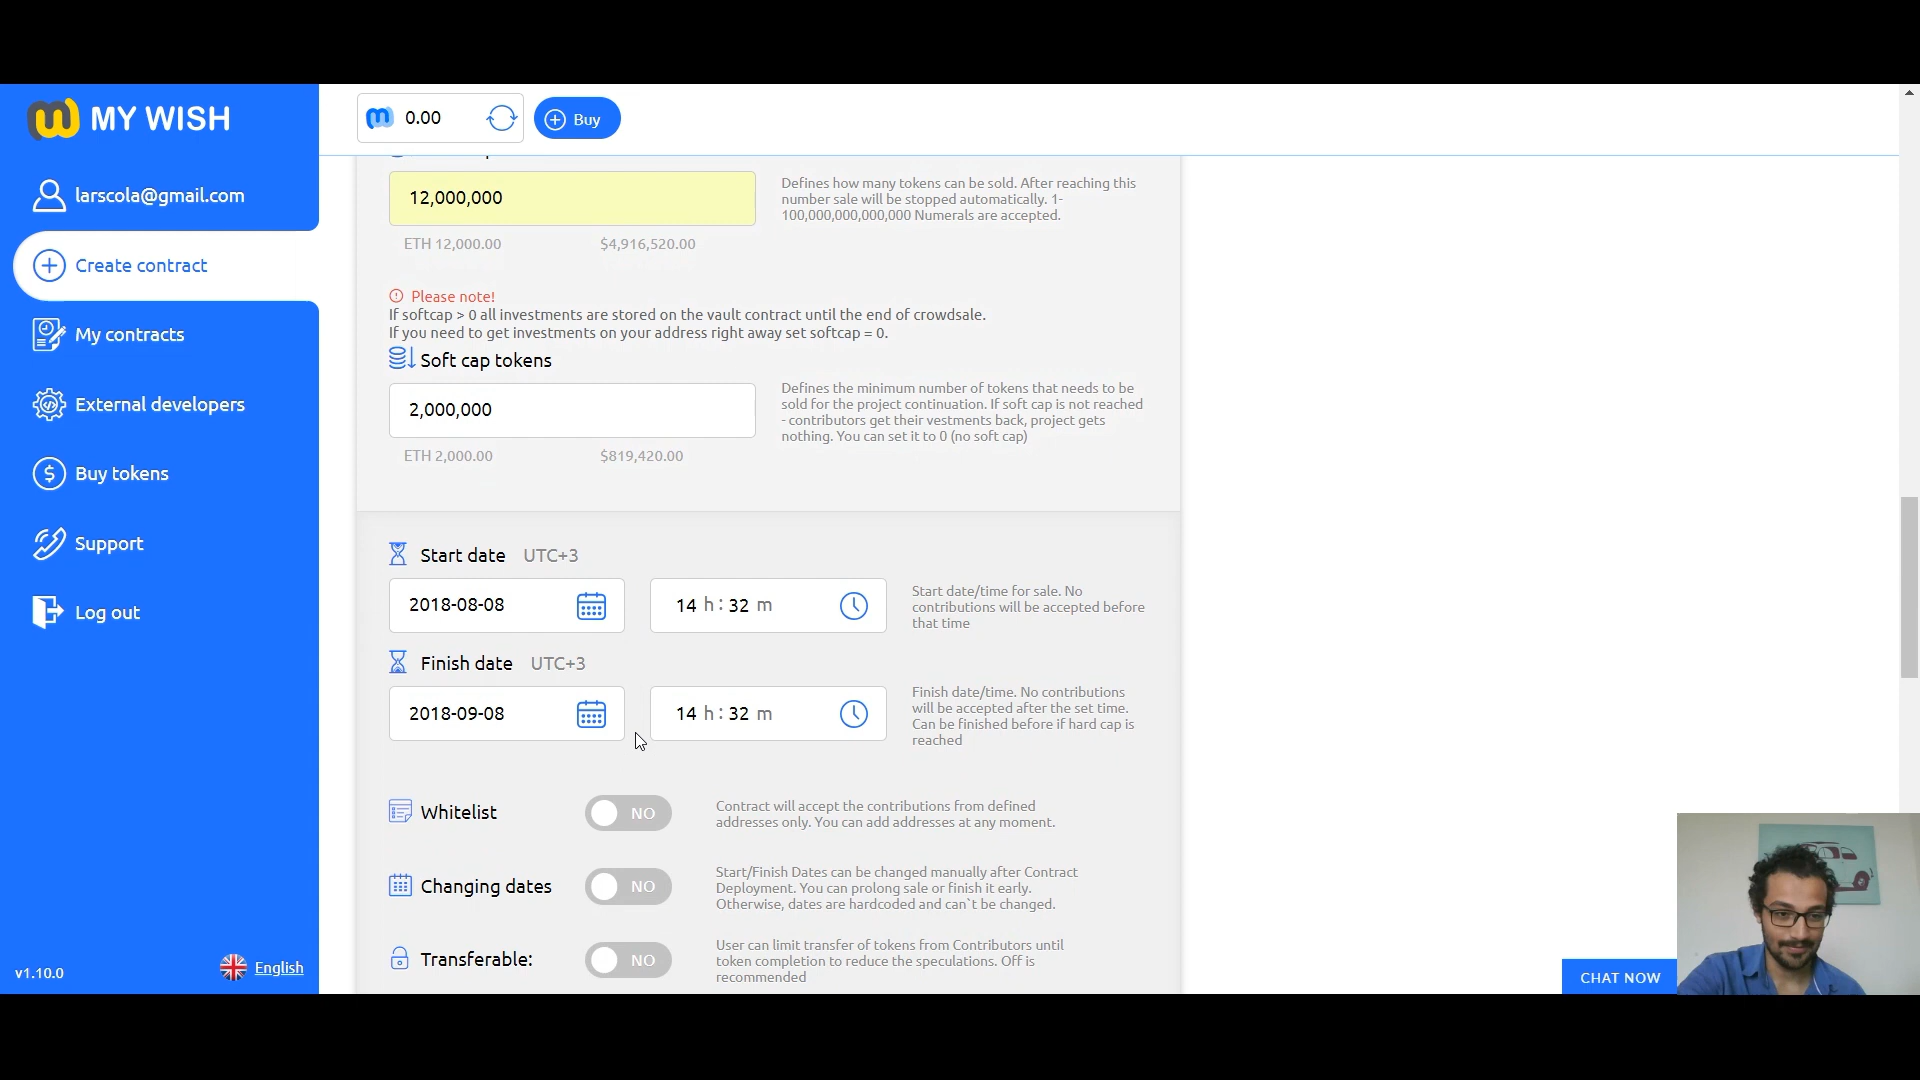 MY WISH
0.00
Buy
larscola@gmail.com
Create contract
My contracts
External developers
Buy tokens
Support
Log out
v1.10.0
English
12,000,000
Defines how many tokens can be sold. After reaching this
number sale will be stopped automatically. 1-
100,000,000,000,000 Numerals are accepted.
ETH 12,000.00
$4,916,520.00
Please note!
If softcap > 0 all investments are stored on the vault contract until the end of crowdsale.
If you need to get investments on your address right away set softcap = 0.
Soft cap tokens
2,000,000
Defines the minimum number of tokens that needs to be
sold for the project continuation. If soft cap is not reached
- contributors get their vestments back, project gets
nothing. You can set it to 0 (no soft cap)
ETH 2,000.00
$819,420.00
Start date UTC+3
2018-08-08
14 h : 32 m
Start date/time for sale. No
contributions will be accepted before
that time
Finish date UTC+3
2018-09-08
14 h : 32 m
Finish date/time. No contributions
will be accepted after the set time.
Can be finished before if hard cap is
reached
Whitelist
NO
Contract will accept the contributions from defined
addresses only. You can add addresses at any moment.
Changing dates
NO
Start/Finish Dates can be changed manually after Contract
Deployment. You can prolong sale or finish it early.
Otherwise, dates are hardcoded and can`t be changed.
Transferable:
NO
User can limit transfer of tokens from Contributors until
token completion to reduce the speculations. Off is
recommended
CHAT NOW